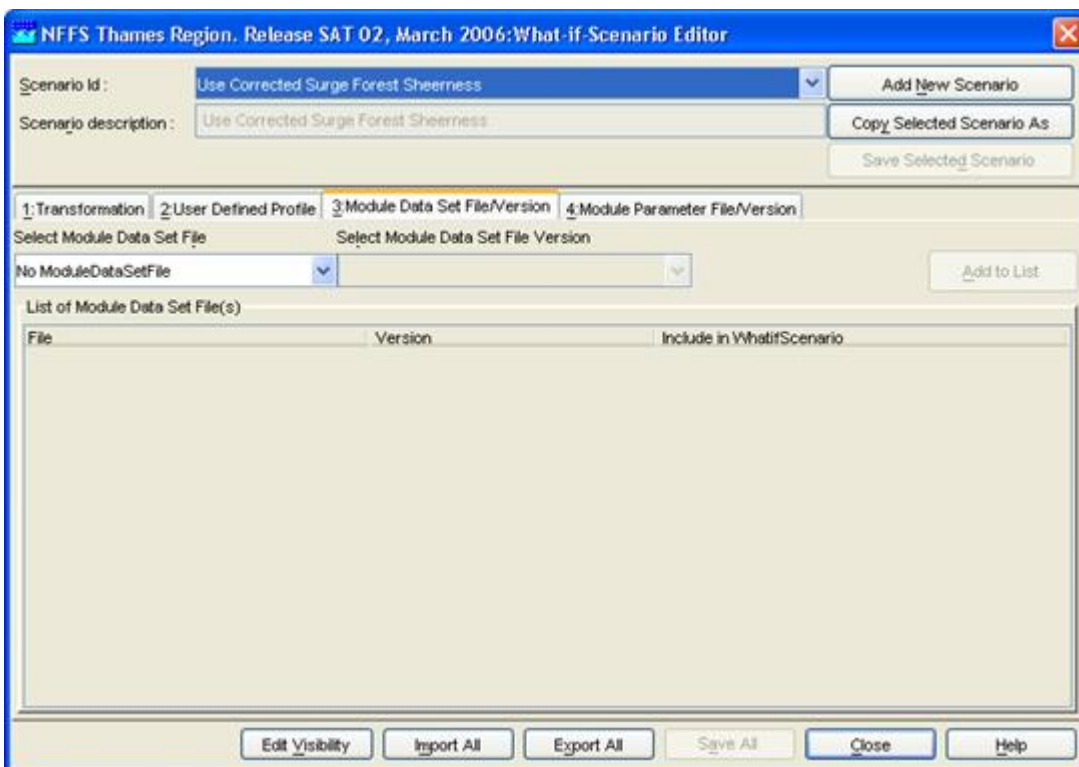 NFFS Thames Region. Release SAT 02, March 2006:What-if-Scenario Editor
Scenario Id : Use Corrected Surge Forest Sheerness Add New Scenario
Scenario description : Use Corrected Surge Forest Sheerness Copy Selected Scenario As
Save Selected Scenario
1:Transformation 2:User Defined Profile 3:Module Data Set File/Version 4:Module Parameter File/Version
Select Module Data Set File Select Module Data Set File Version
No ModuleDataSetFile Add to List
List of Module Data Set File(s)
File Version Include in WhatifScenario
Edit Visibility Import All Export All Save All Close Help